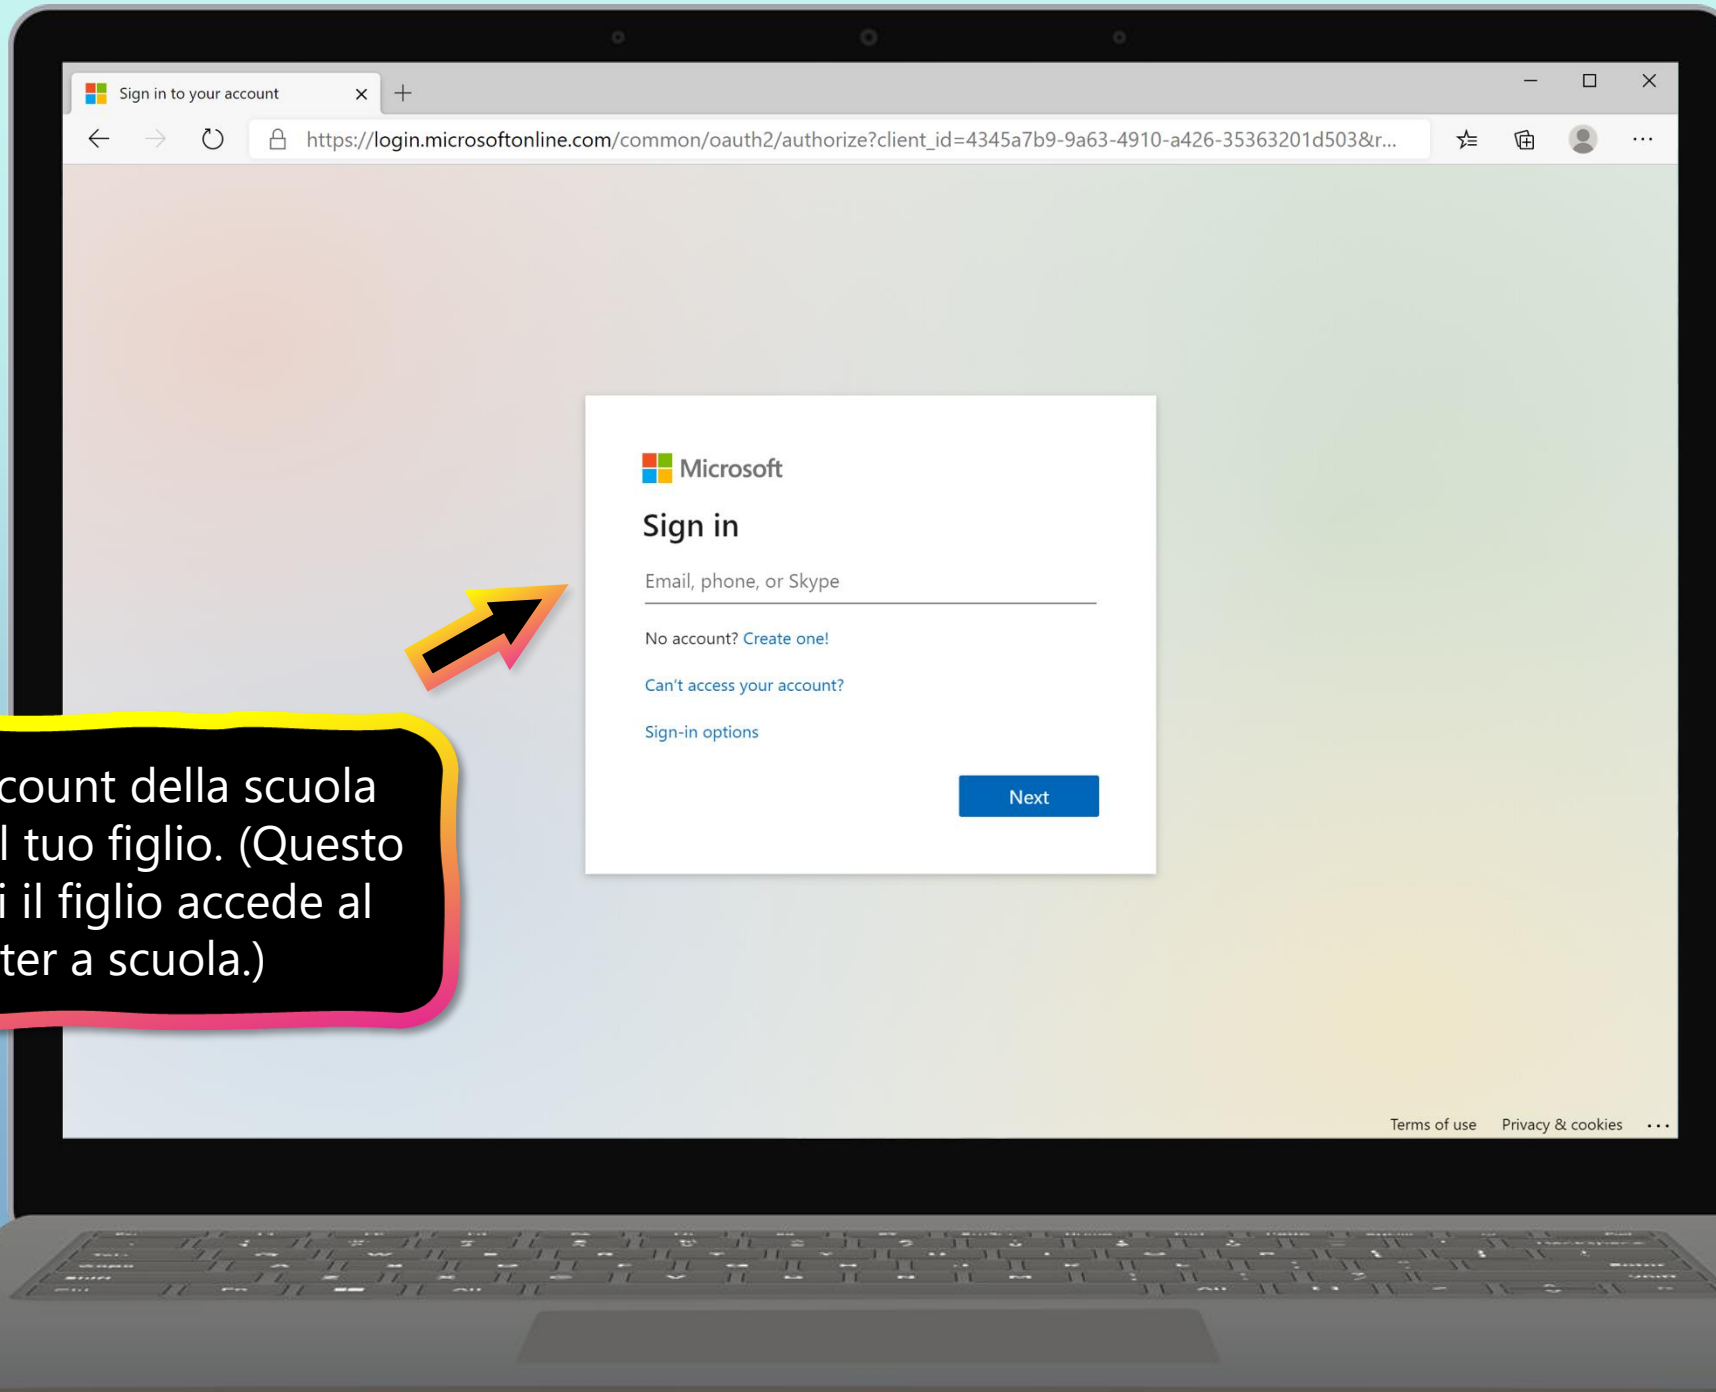 Sign in to your account
https://login.microsoftonline.com/common/oauth2/authorize?client_id=4345a7b9-9a63-4910-a426-35363201d503&r...
Microsoft
Sign in
Email, phone, or Skype
No account? Create one!
Can't access your account?
Sign-in options
Next
count della scuola
l tuo figlio. (Questo
i il figlio accede al
ter a scuola.)
Terms of use Privacy & cookies